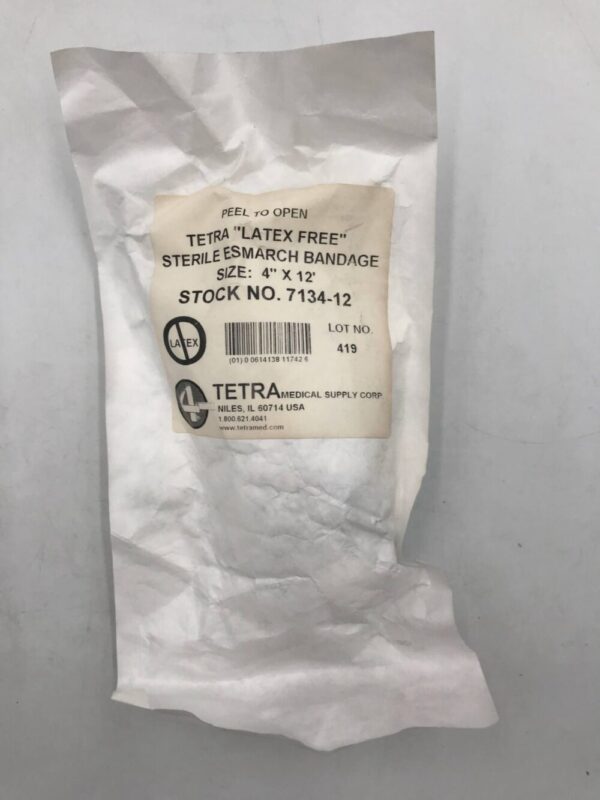 PEEL TO OPEN
TETRA "LATEX FREE"
STERILE ESMARCH BANDAGE
SIZE: 4" X 12'
STOCK NO. 7134-12
LATEX
LOT NO.
419
(01) 0 0614138 11742 6
4
TETRA MEDICAL SUPPLY CORP
NILES, IL 60714 USA
1.800.621.4041
www.tetramed.com